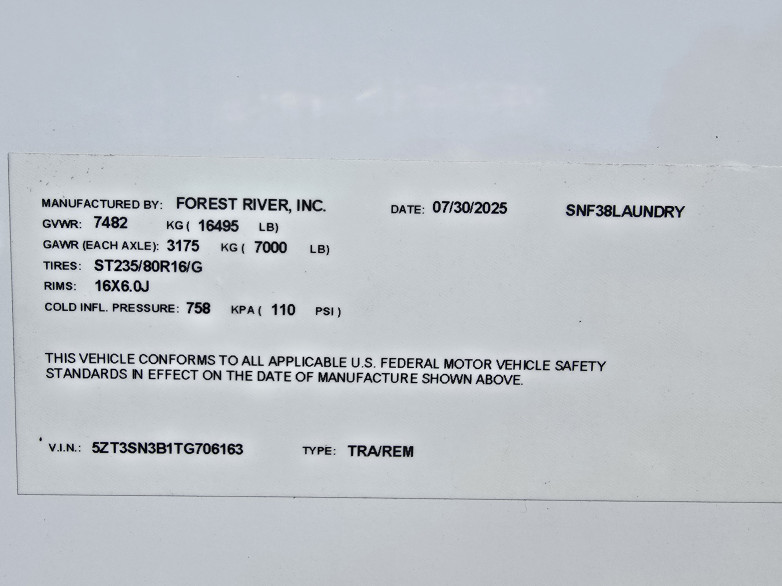 MANUFACTURED BY: FOREST RIVER, INC. DATE: 07/30/2025 SNF38LAUNDRY
GVWR: 7482 KG ( 16495 LB)
GAWR (EACH AXLE): 3175 KG ( 7000 LB)
TIRES: ST235/80R16/G
RIMS: 16X6.0J
COLD INFL. PRESSURE: 758 KPA ( 110 PSI )
THIS VEHICLE CONFORMS TO ALL APPLICABLE U.S. FEDERAL MOTOR VEHICLE SAFETY
STANDARDS IN EFFECT ON THE DATE OF MANUFACTURE SHOWN ABOVE.
V.I.N.: 5ZT3SN3B1TG706163 TYPE: TRA/REM